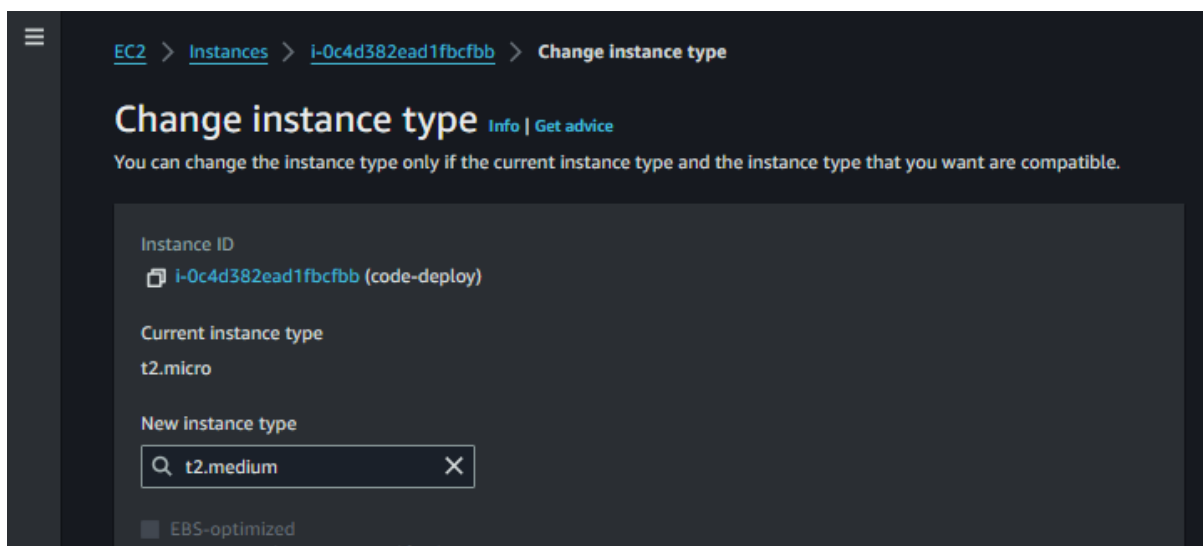 EC2 > Instances > i-0c4d382ead1fbcfbb > Change instance type
Change instance type Info | Get advice
You can change the instance type only if the current instance type and the instance type that you want are compatible.
Instance ID
i-0c4d382ead1fbcfbb (code-deploy)
Current instance type
t2.micro
New instance type
t2.medium
EBS-optimized